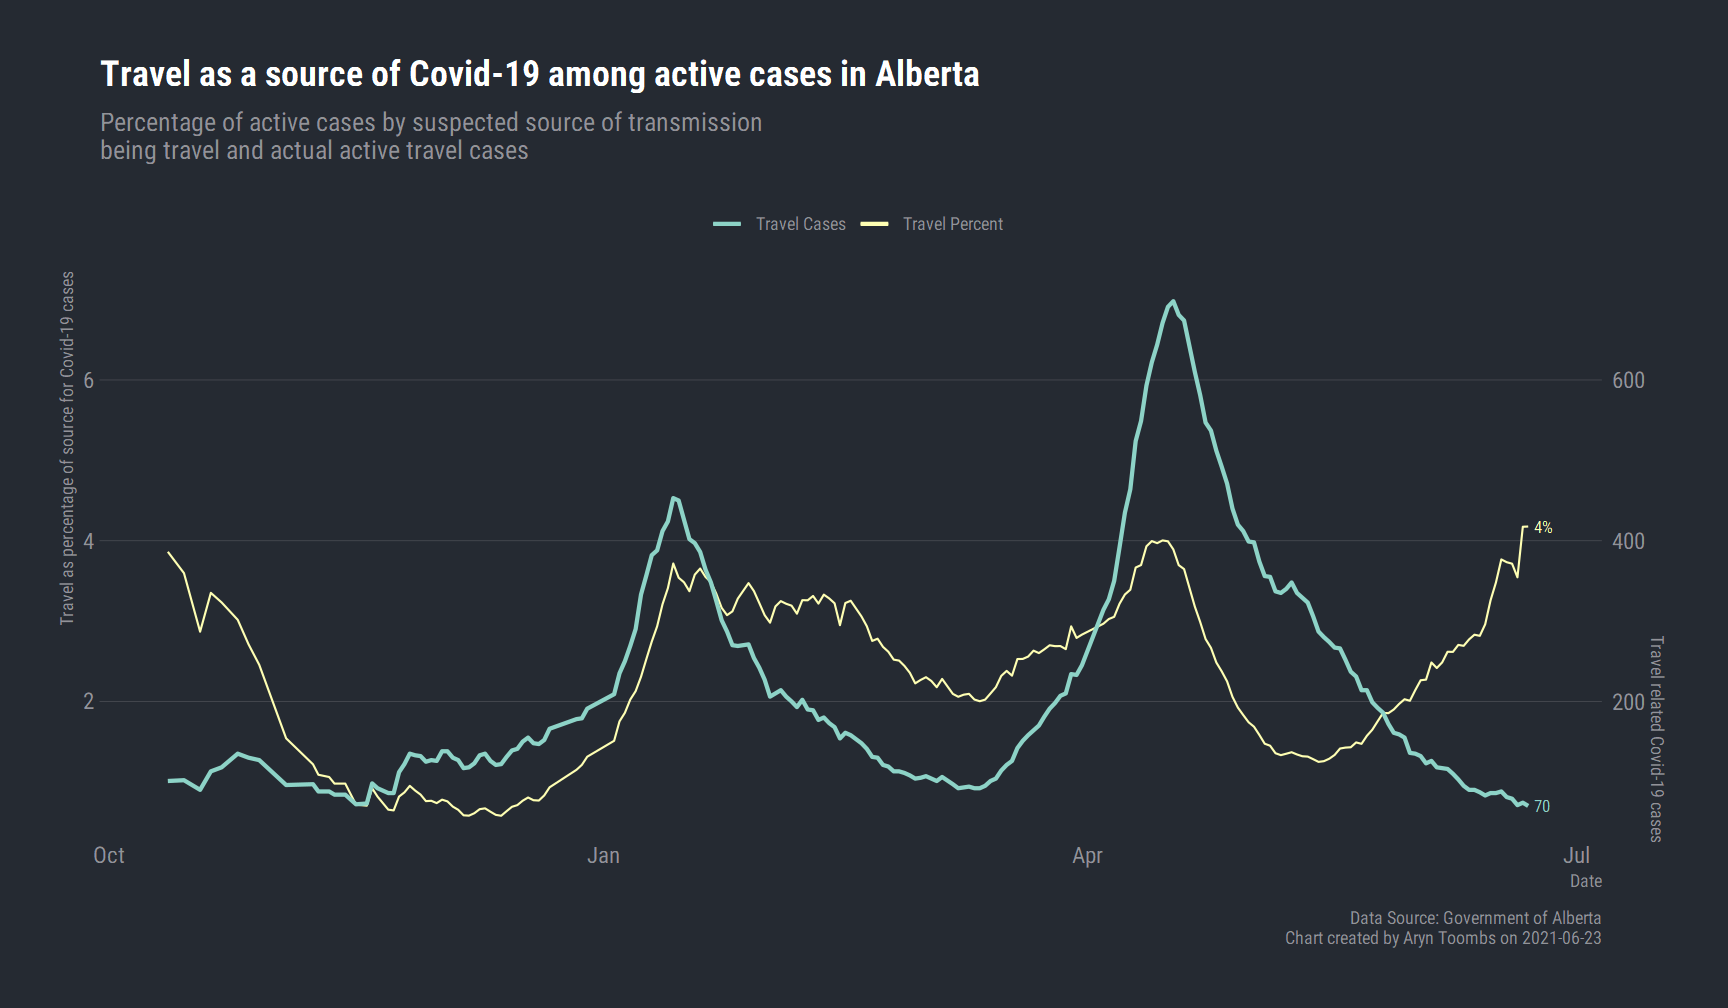 Travel as a source of Covid-19 among active cases in Alberta
Percentage of active cases by suspected source of transmission
being travel and actual active travel cases
Travel Cases
Travel Percent
Travel as percentage of source for Covid-19 cases
6
4
2
600
400
200
Travel related Covid-19 cases
4%
70
Oct
Jan
Apr
Jul
Date
Data Source: Government of Alberta
Chart created by Aryn Toombs on 2021-06-23